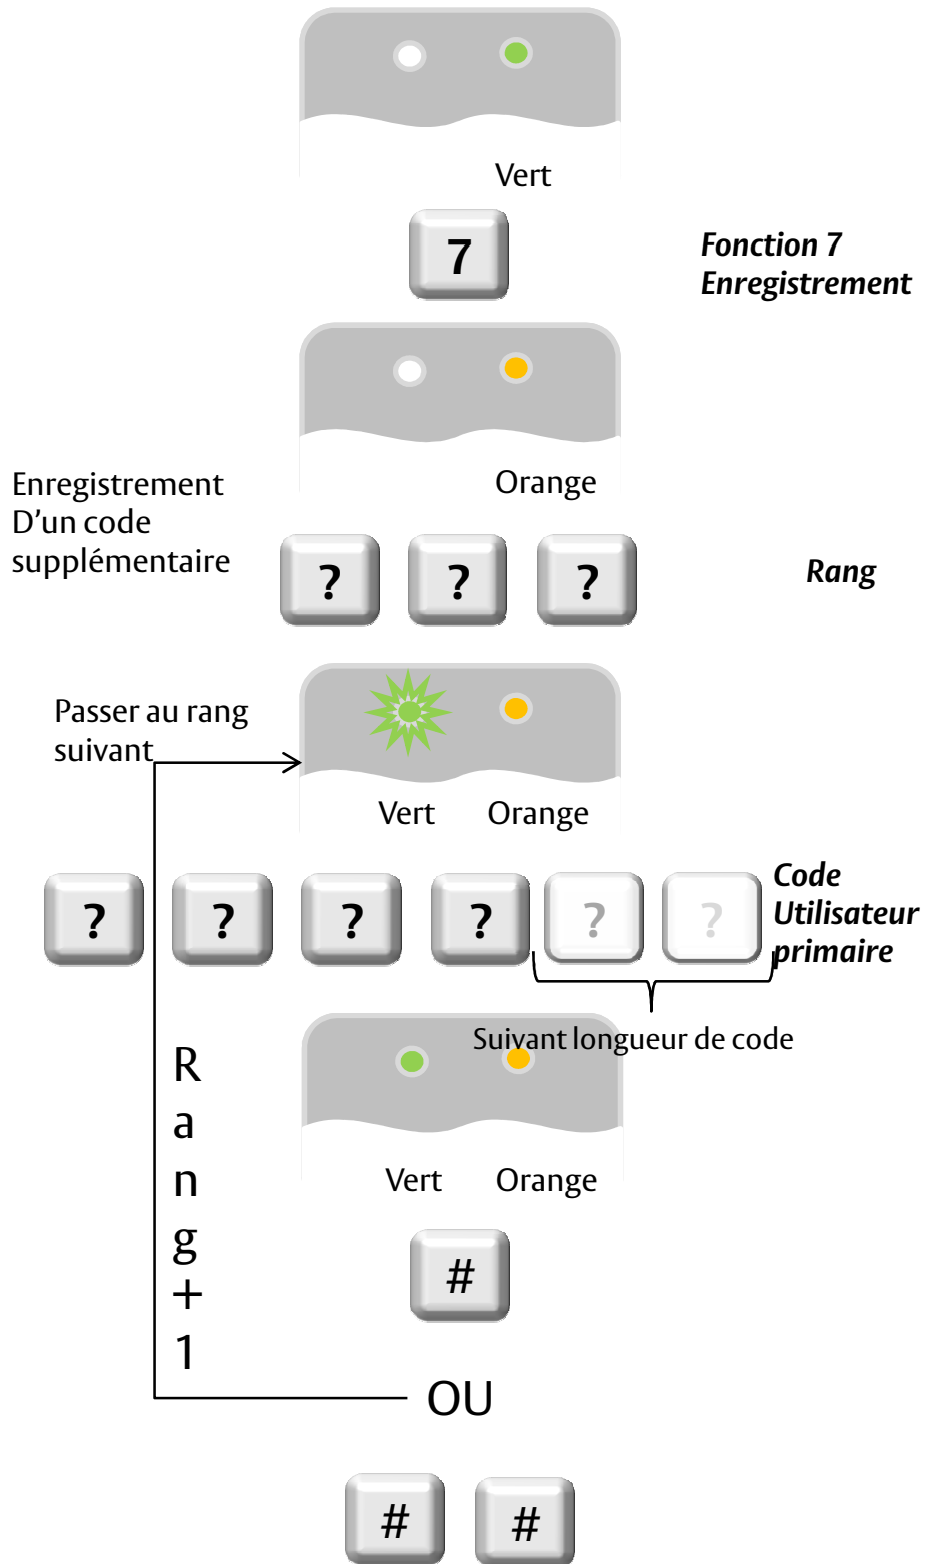 Vert
7
Fonction 7
Enregistrement
Orange
Enregistrement
D’un code
supplémentaire
? ? ?
Rang
Passer au rang
suivant
Vert Orange
? ? ? ? ? ?
Code
Utilisateur
primaire
Suivant longueur de code
Vert Orange
R
a
n
g
+
1
#
OU
# #